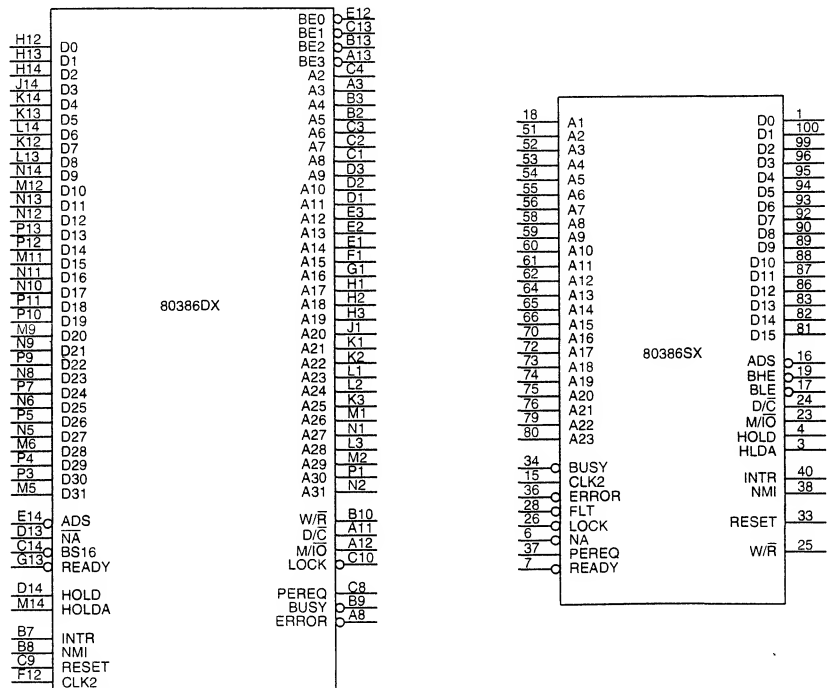 80386DX
H12 D0
H13 D1
H14 D2
J14 D3
K14 D4
K13 D5
L14 D6
K12 D7
L13 D8
N14 D9
M12 D10
N13 D11
N12 D12
P13 D13
P12 D14
M11 D15
N11 D16
N10 D17
P11 D18
P10 D19
M9 D20
N9 D21
P9 D22
N8 D23
P7 D24
N6 D25
P5 D26
N5 D27
M6 D28
P4 D29
P3 D30
M5 D31
E14 ADS
D13 N̅A̅
C14 BS16
G13 READY
D14 HOLD
M14 HOLDA
B7 INTR
B8 NMI
C9 RESET
F12 CLK2
BE0 E12
BE1 C13
BE2 B13
BE3 A13
A2 C4
A3 A3
A4 B3
A5 B2
A6 C3
A7 C2
A8 C1
A9 D3
A10 D2
A11 D1
A12 E3
A13 E2
A14 E1
A15 F1
A16 G1
A17 H1
A18 H2
A19 H3
A20 J1
A21 K1
A22 K2
A23 L1
A24 L2
A25 K3
A26 M1
A27 N1
A28 L3
A29 M2
A30 P1
A31 N2
W/R̅ B10
D/C̅ A11
M/I̅O̅ A12
LOCK C10
PEREQ C8
BUSY B9
ERROR A8
80386SX
18 A1
51 A2
52 A3
53 A4
54 A5
55 A6
56 A7
58 A8
59 A9
60 A10
61 A11
62 A12
64 A13
65 A14
66 A15
70 A16
72 A17
73 A18
74 A19
75 A20
76 A21
79 A22
80 A23
34 BUSY
15 CLK2
36 ERROR
28 FLT
26 LOCK
6 NA
37 PEREQ
7 READY
D0 1
D1 100
D2 99
D3 96
D4 95
D5 94
D6 93
D7 92
D8 90
D9 89
D10 88
D11 87
D12 86
D13 83
D14 82
D15 81
ADS 16
BHE 19
BLE 17
D/C̅ 24
M/I̅O̅ 23
HOLD 4
HLDA 3
INTR 40
NMI 38
RESET 33
W/R̅ 25